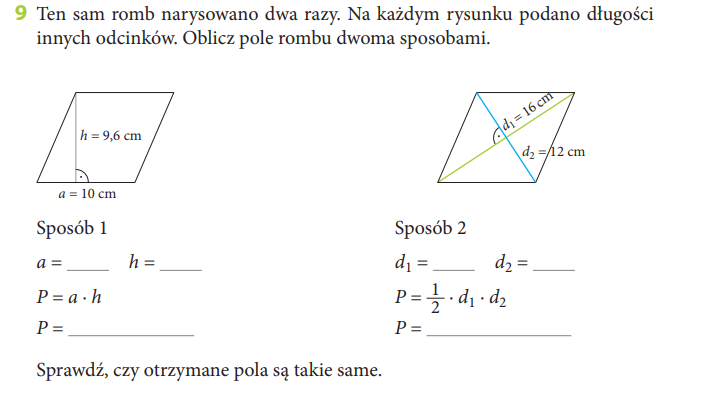 9 Ten sam romb narysowano dwa razy. Na każdym rysunku podano długości
innych odcinków. Oblicz pole rombu dwoma sposobami.
h = 9,6 cm
a = 10 cm
d₁ = 16 cm
d₂ = 12 cm
Sposób 1
a = ____ h = ____
P = a · h
P = ____________
Sposób 2
d₁ = ____ d₂ = ____
P = 1/2 · d₁ · d₂
P = ____________
Sprawdź, czy otrzymane pola są takie same.